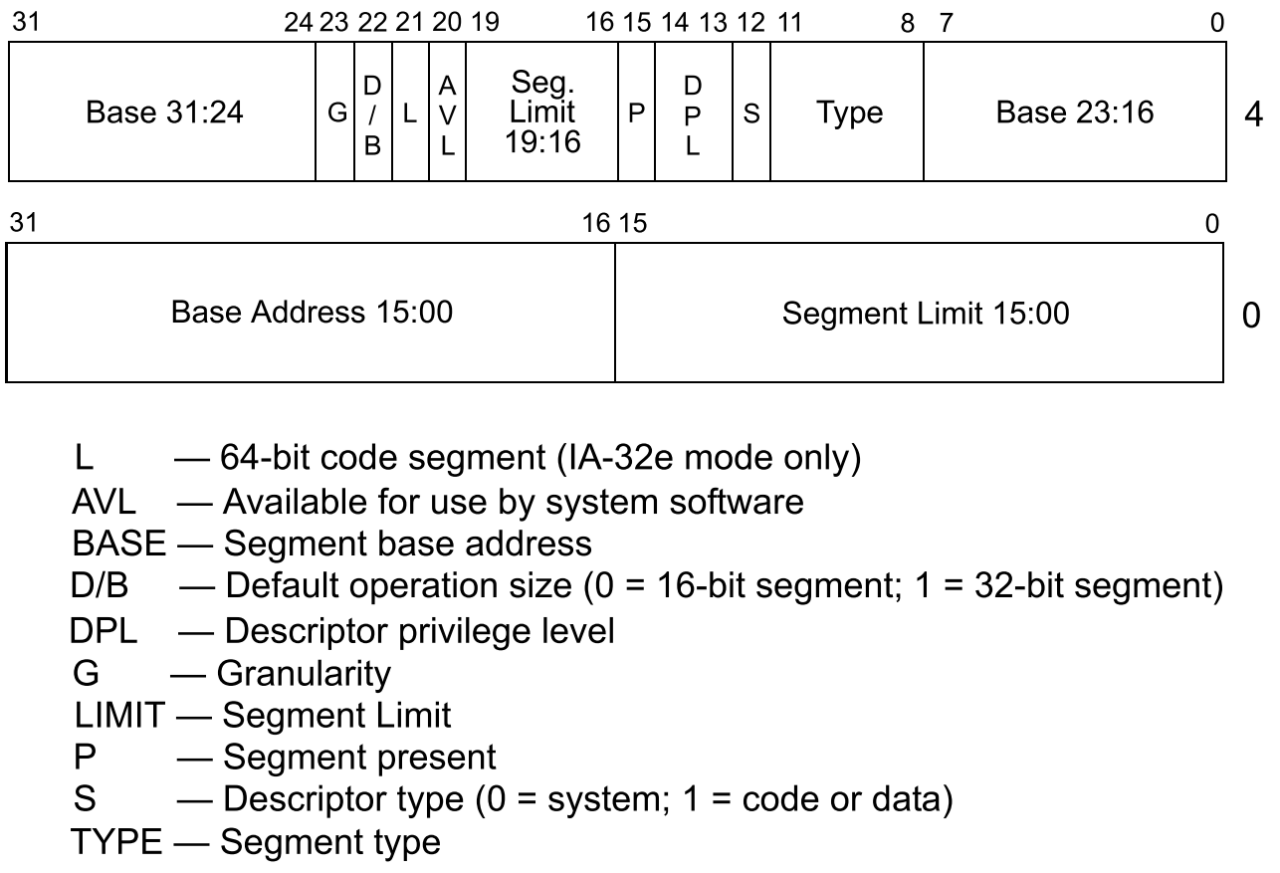 31 24 23 22 21 20 19 16 15 14 13 12 11 8 7 0
Base 31:24 G D/B L AVL Seg. Limit 19:16 P DPL S Type Base 23:16 4
31 16 15 0
Base Address 15:00 Segment Limit 15:00 0
L — 64-bit code segment (IA-32e mode only)
AVL — Available for use by system software
BASE — Segment base address
D/B — Default operation size (0 = 16-bit segment; 1 = 32-bit segment)
DPL — Descriptor privilege level
G — Granularity
LIMIT — Segment Limit
P — Segment present
S — Descriptor type (0 = system; 1 = code or data)
TYPE — Segment type